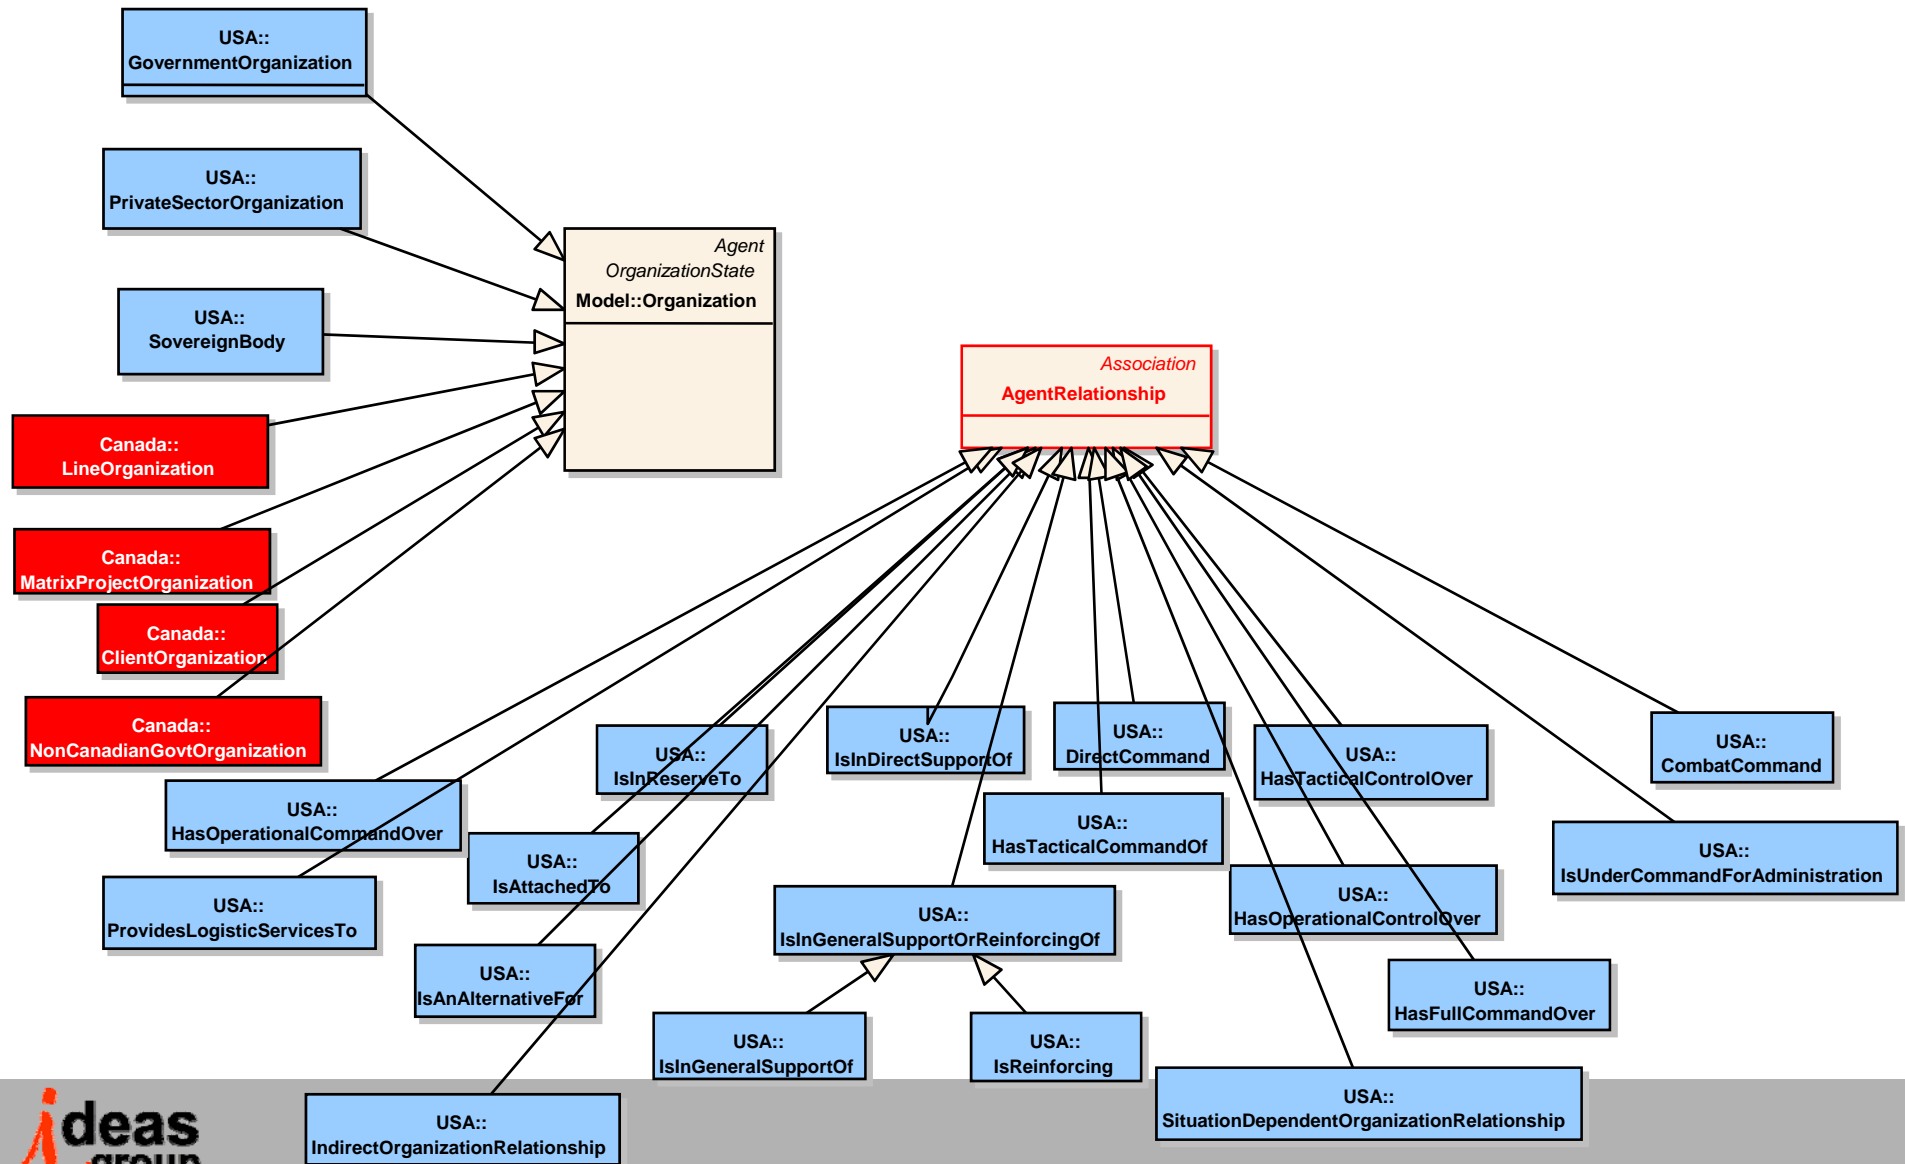 USA::
GovernmentOrganization
USA::
PrivateSectorOrganization
USA::
SovereignBody
Canada::
LineOrganization
Canada::
MatrixProjectOrganization
Canada::
ClientOrganization
Canada::
NonCanadianGovtOrganization
Agent
OrganizationState
Model::Organization
Association
AgentRelationship
USA::
HasOperationalCommandOver
USA::
ProvidesLogisticServicesTo
USA::
IsInReserveTo
USA::
IsAttachedTo
USA::
IsAnAlternativeFor
USA::
IndirectOrganizationRelationship
USA::
IsInDirectSupportOf
USA::
IsInGeneralSupportOrReinforcingOf
USA::
IsInGeneralSupportOf
USA::
IsReinforcing
USA::
DirectCommand
USA::
HasTacticalCommandOf
USA::
HasTacticalControlOver
USA::
HasOperationalControlOver
USA::
HasFullCommandOver
USA::
SituationDependentOrganizationRelationship
USA::
CombatCommand
USA::
IsUnderCommandForAdministration
ideas
group